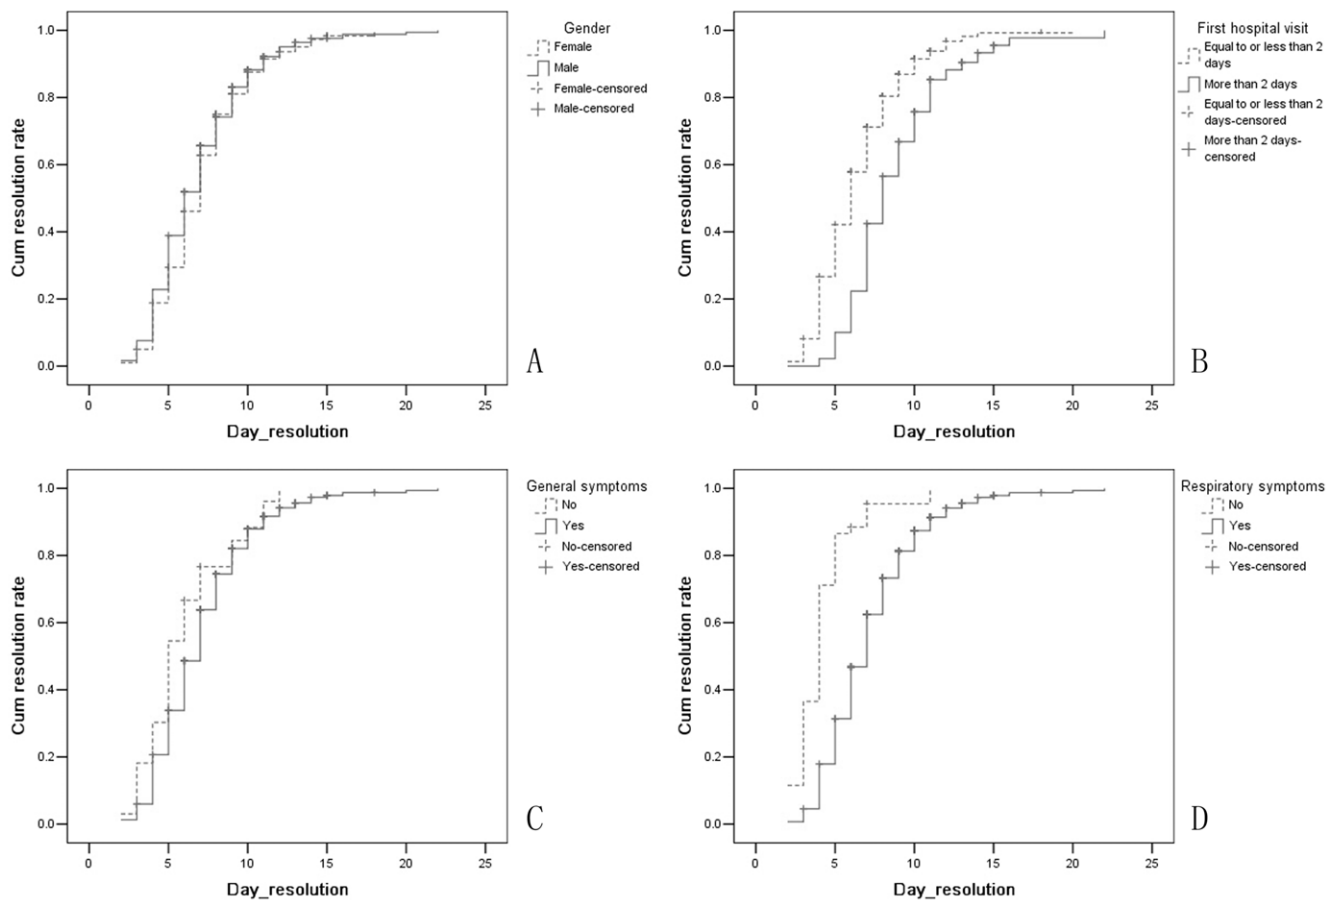 1.0
0.8
0.6
0.4
0.2
0.0
Cum resolution rate
0 5 10 15 20 25
Day_resolution
Gender
Female
Male
Female-censored
Male-censored
A
1.0
0.8
0.6
0.4
0.2
0.0
Cum resolution rate
0 5 10 15 20 25
Day_resolution
First hospital visit
Equal to or less than 2
days
More than 2 days
Equal to or less than 2
days-censored
More than 2 days-
censored
B
1.0
0.8
0.6
0.4
0.2
0.0
Cum resolution rate
0 5 10 15 20 25
Day_resolution
General symptoms
No
Yes
No-censored
Yes-censored
C
1.0
0.8
0.6
0.4
0.2
0.0
Cum resolution rate
0 5 10 15 20 25
Day_resolution
Respiratory symptoms
No
Yes
No-censored
Yes-censored
D